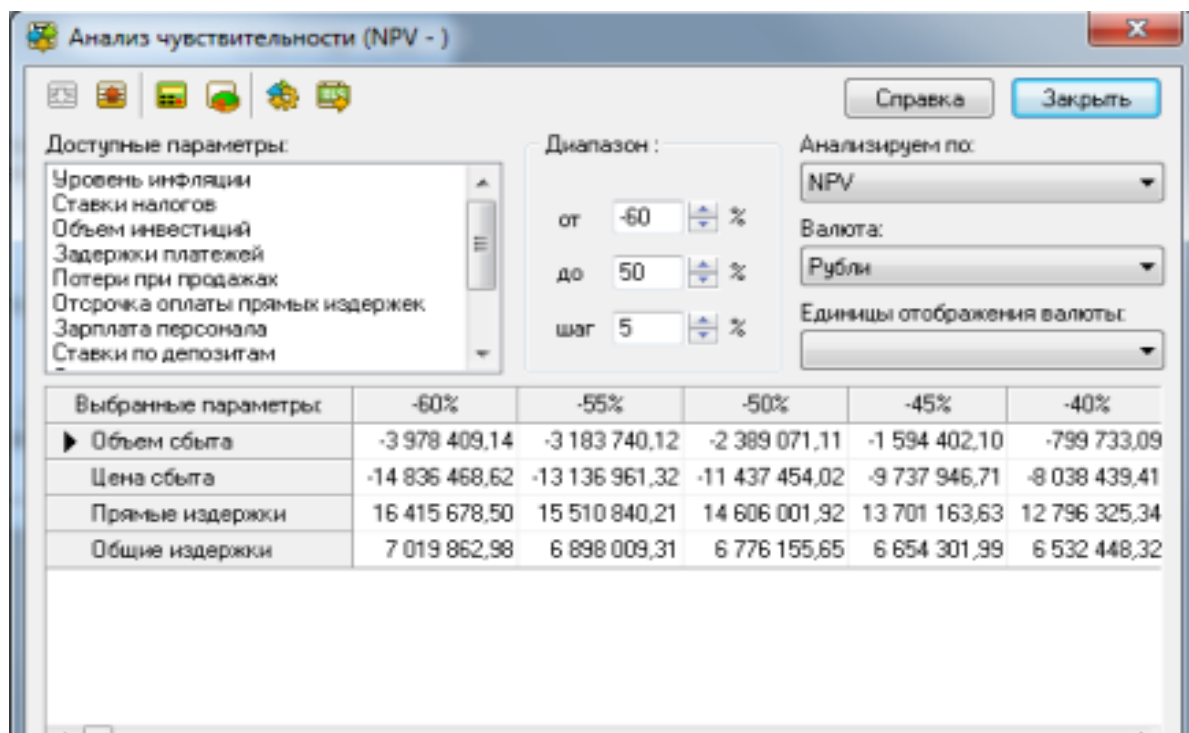 Анализ чувствительности (NPV - )
Справка Закрыть
Доступные параметры: Диапазон : Анализируем по:
Уровень инфляции
Ставки налогов
Объем инвестиций
Задержки платежей
Потери при продажах
Отсрочка оплаты прямых издержек
Зарплата персонала
Ставки по депозитам
от -60 %
до 50 %
шаг 5 %
NPV
Валюта:
Рубли
Единицы отображения валюты:
Выбранные параметры: -60% -55% -50% -45% -40%
Объем сбыта -3 978 409,14 -3 183 740,12 -2 389 071,11 -1 594 402,10 -799 733,09
Цена сбыта -14 836 468,62 -13 136 961,32 -11 437 454,02 -9 737 946,71 -8 038 439,41
Прямые издержки 16 415 678,50 15 510 840,21 14 606 001,92 13 701 163,63 12 796 325,34
Общие издержки 7 019 862,98 6 898 009,31 6 776 155,65 6 654 301,99 6 532 448,32